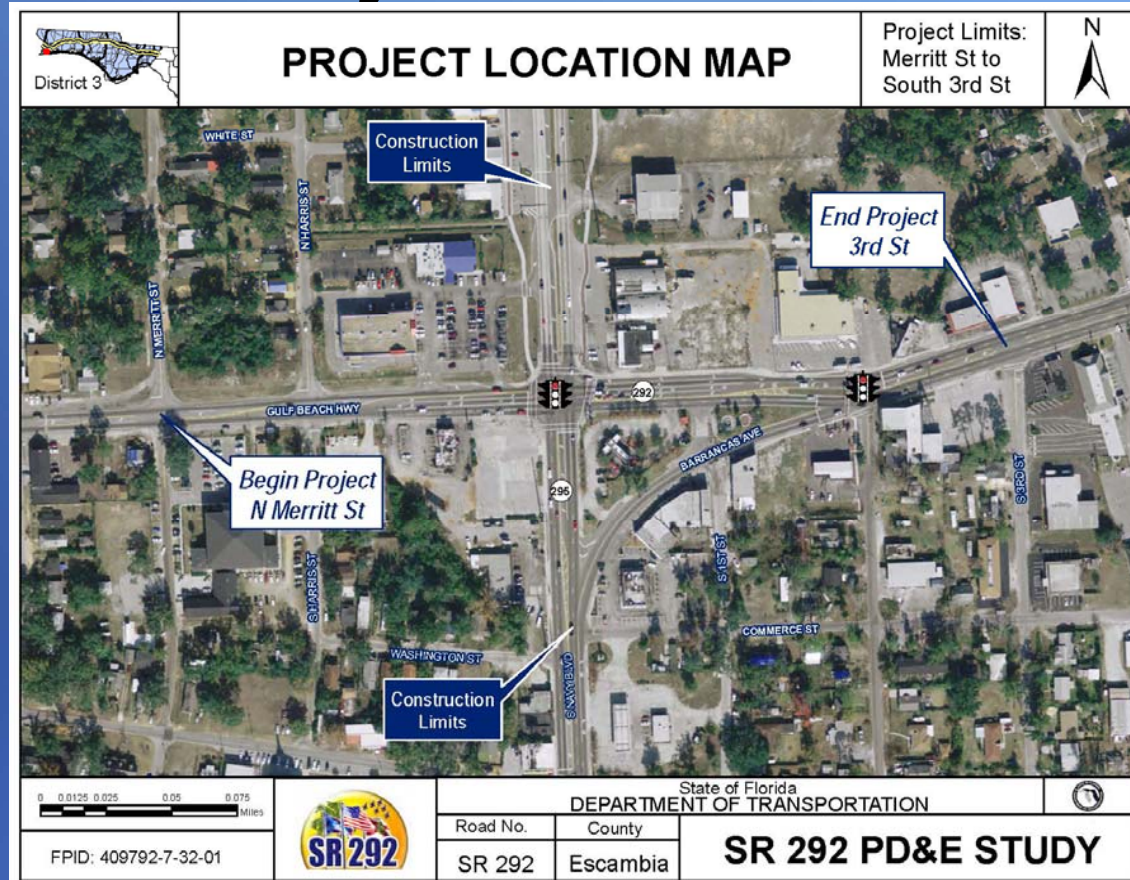 District 3
PROJECT LOCATION MAP
Project Limits:
Merritt St to
South 3rd St
N
WHITE ST
Construction
Limits
N HARRIS ST
End Project
3rd St
N MERRITT ST
292
GULF BEACH HWY
BARRANCAS AVE
Begin Project
N Merritt St
295
S 3RD ST
S 1ST ST
S HARRIS ST
COMMERCE ST
WASHINGTON ST
S NAVY BLVD
Construction
Limits
0 0.0125 0.025 0.05 0.075
Miles
FPID: 409792-7-32-01
SR 292
State of Florida
DEPARTMENT OF TRANSPORTATION
Road No.
County
SR 292
Escambia
SR 292 PD&E STUDY